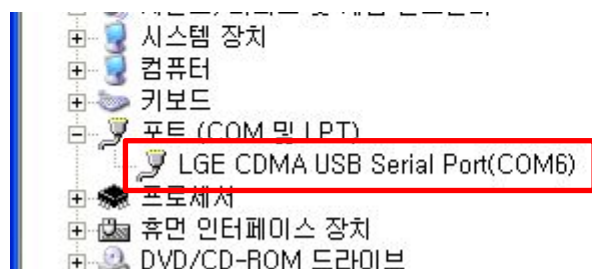 시스템 장치
컴퓨터
키보드
포트 (COM 및 LPT)
LGE CDMA USB Serial Port(COM6)
프로세서
휴먼 인터페이스 장치
DVD/CD-ROM 드라이브